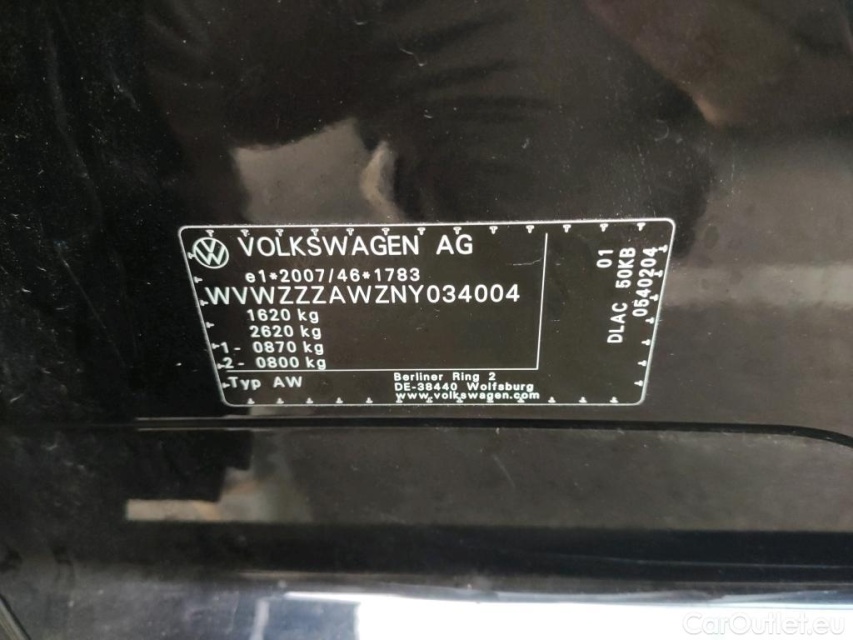 VOLKSWAGEN AG
e1*2007/46*1783
WVWZZZAWZNY034004
1620 kg
2620 kg
1- 0870 kg
2- 0800 kg
Typ AW
Berliner Ring 2
DE-38440 Wolfsburg
www.volkswagen.com
01
DLAC 50KB
0540204
CarOutlet.eu